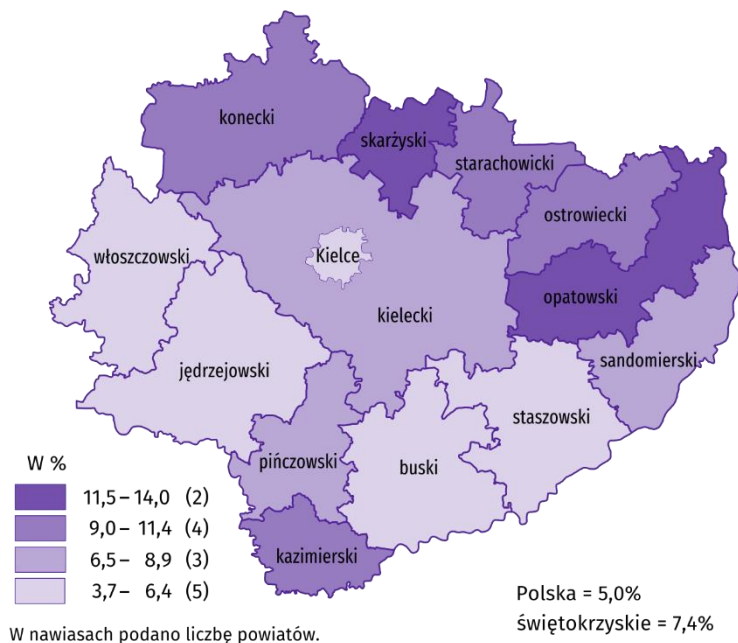 konecki
skarżyski
starachowicki
ostrowiecki
włoszczowski
Kielce
opatowski
kielecki
jędrzejowski
sandomierski
staszowski
pińczowski
buski
kazimierski
W %
11,5 – 14,0 (2)
9,0 – 11,4 (4)
6,5 – 8,9 (3)
3,7 – 6,4 (5)
Polska = 5,0%
świętokrzyskie = 7,4%
W nawiasach podano liczbę powiatów.